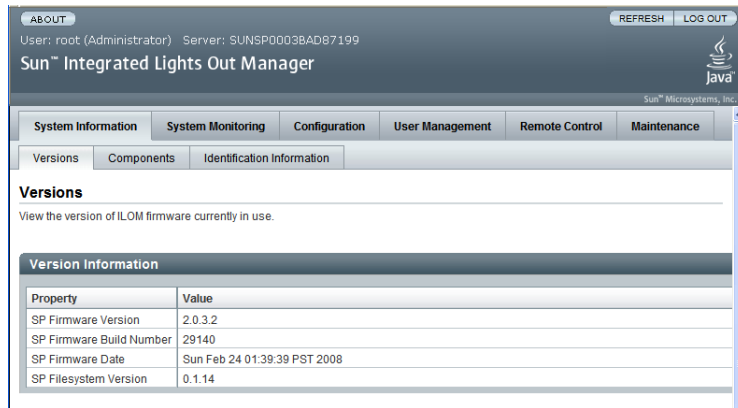 ABOUT REFRESH LOG OUT
User: root (Administrator) Server: SUNSP0003BAD87199
Sun™ Integrated Lights Out Manager
Java™
Sun™ Microsystems, Inc.
System Information System Monitoring Configuration User Management Remote Control Maintenance
Versions Components Identification Information
Versions
View the version of ILOM firmware currently in use.
Version Information
Property Value
SP Firmware Version 2.0.3.2
SP Firmware Build Number 29140
SP Firmware Date Sun Feb 24 01:39:39 PST 2008
SP Filesystem Version 0.1.14